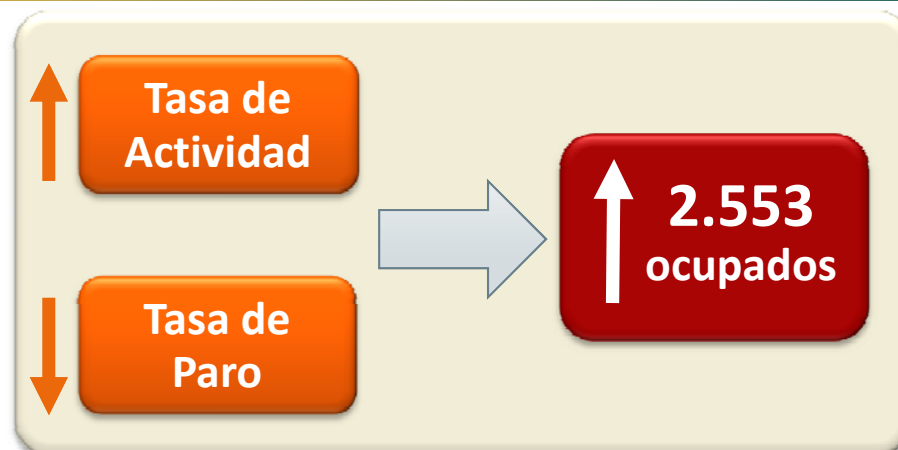 Tasa de
Actividad
Tasa de
Paro
2.553
ocupados